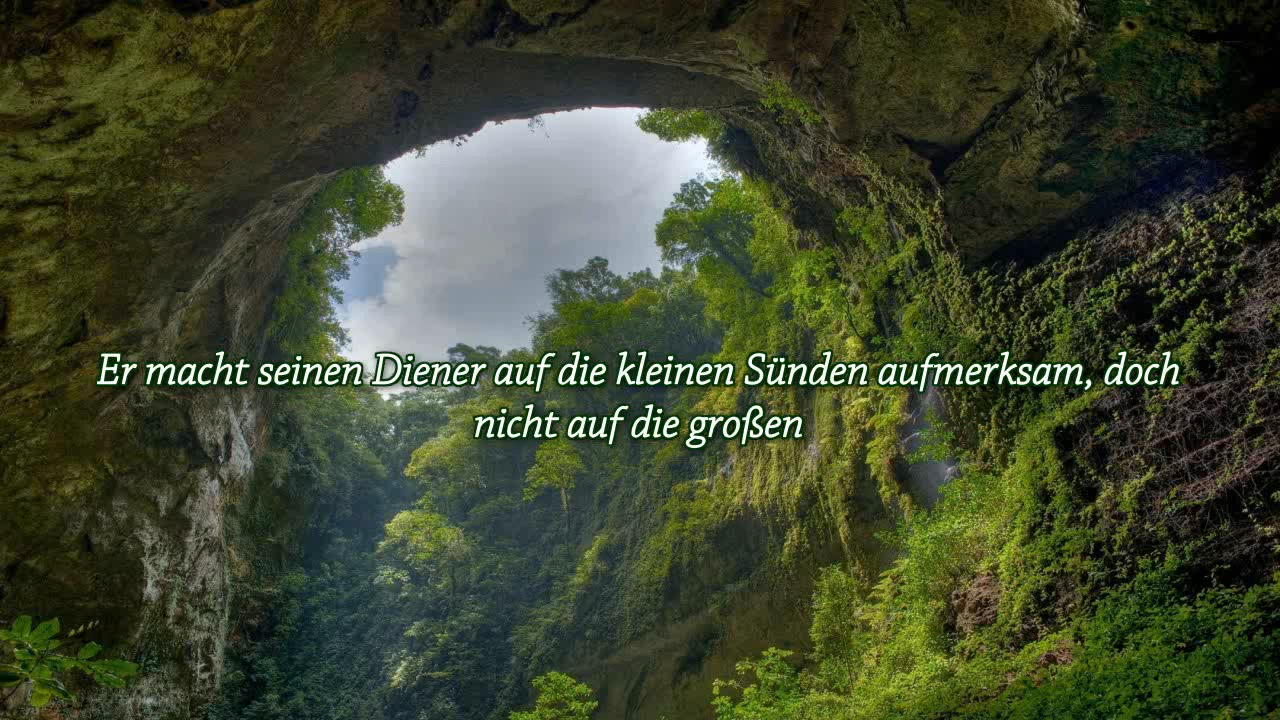 Er macht seinen Diener auf die kleinen Sünden aufmerksam, doch
nicht auf die großen